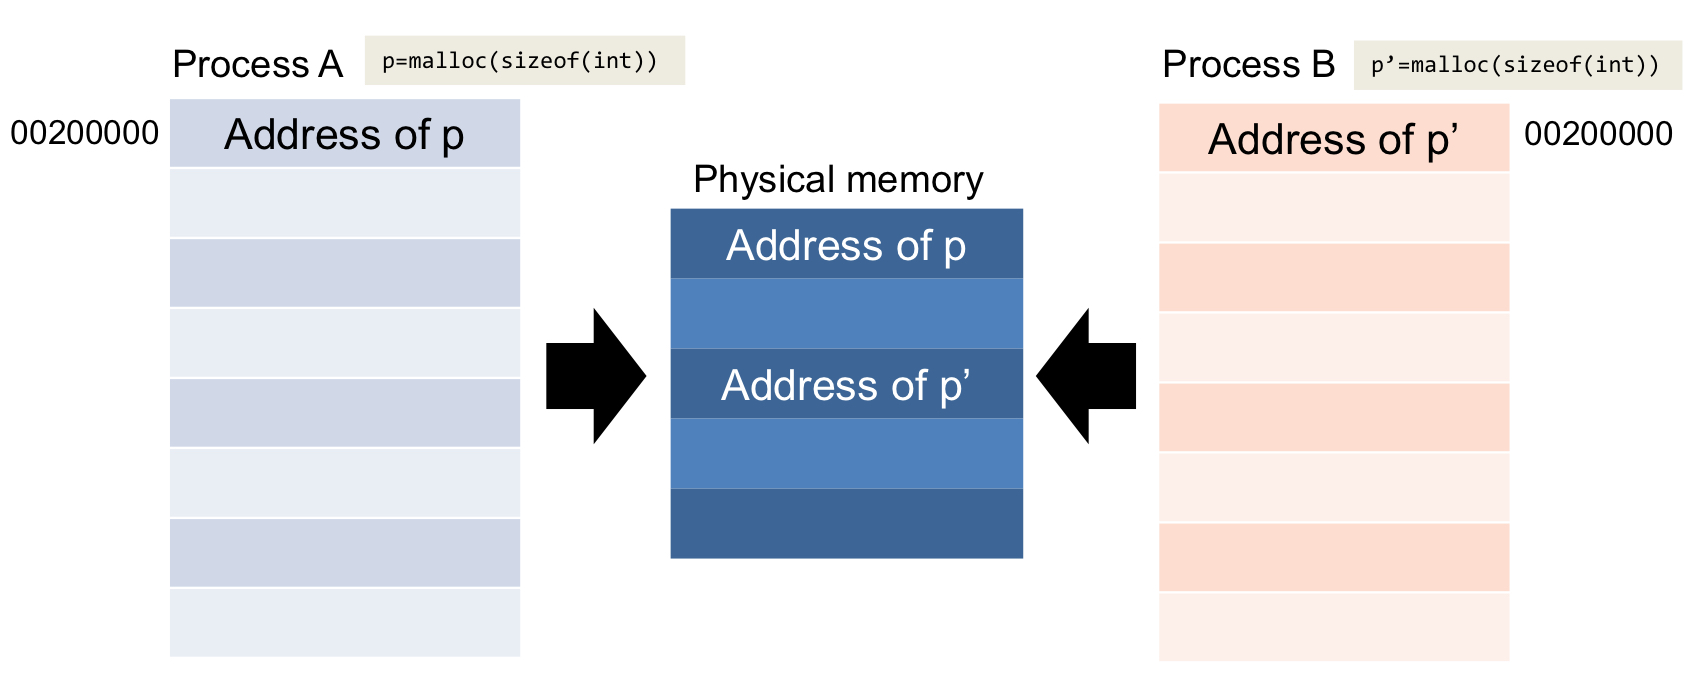 Process A
p=malloc(sizeof(int))
00200000
Address of p
Physical memory
Address of p
Address of p’
Process B
p’=malloc(sizeof(int))
Address of p’
00200000